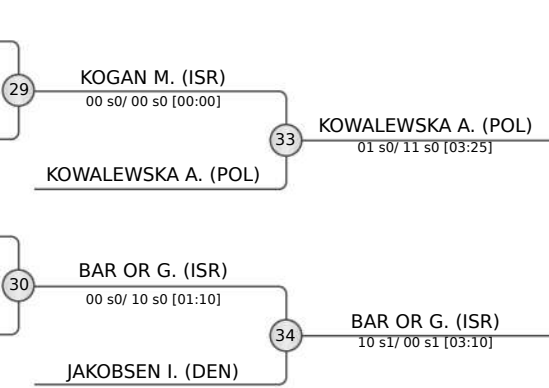 KOGAN M. (ISR)
29
00 s0/ 00 s0 [00:00]
KOWALEWSKA A. (POL)
33
01 s0/ 11 s0 [03:25]
KOWALEWSKA A. (POL)
BAR OR G. (ISR)
30
00 s0/ 10 s0 [01:10]
BAR OR G. (ISR)
34
10 s1/ 00 s1 [03:10]
JAKOBSEN I. (DEN)